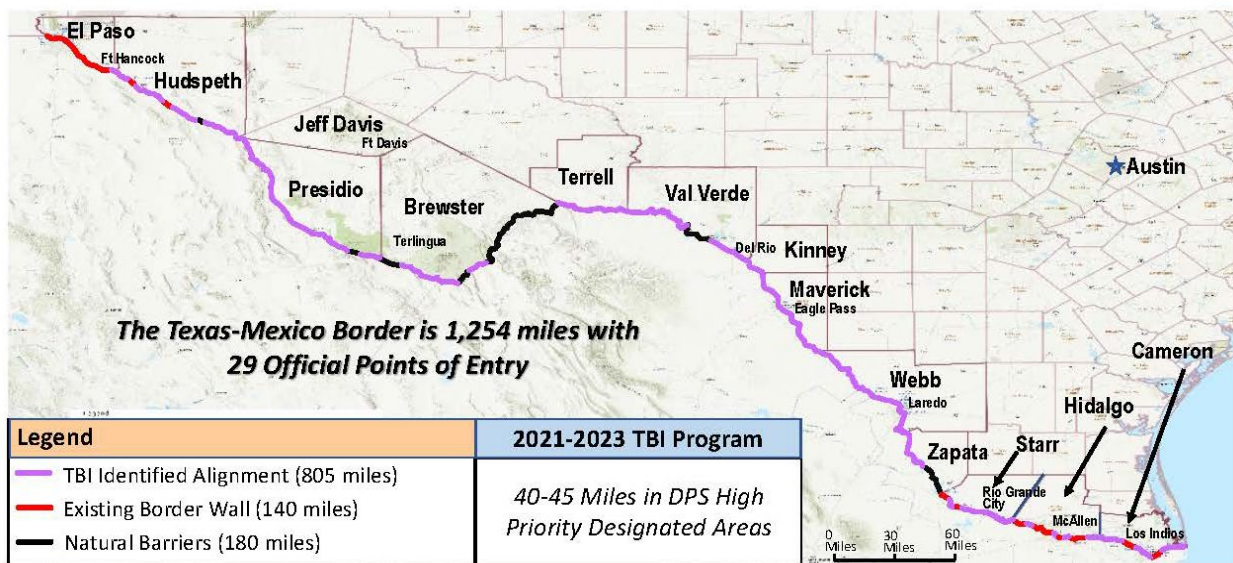 El Paso
Ft Hancock
Hudspeth
Jeff Davis
Ft Davis
Presidio
Brewster
Terlingua
Terrell
Val Verde
Del Rio
Kinney
Maverick
Eagle Pass
Austin
The Texas-Mexico Border is 1,254 miles with
29 Official Points of Entry
Webb
Laredo
Zapata
Starr
Rio Grande
City
Hidalgo
McAllen
Cameron
Los Indios
0
Miles
30
Miles
60
Miles
Legend
TBI Identified Alignment (805 miles)
Existing Border Wall (140 miles)
Natural Barriers (180 miles)
2021-2023 TBI Program
40-45 Miles in DPS High
Priority Designated Areas